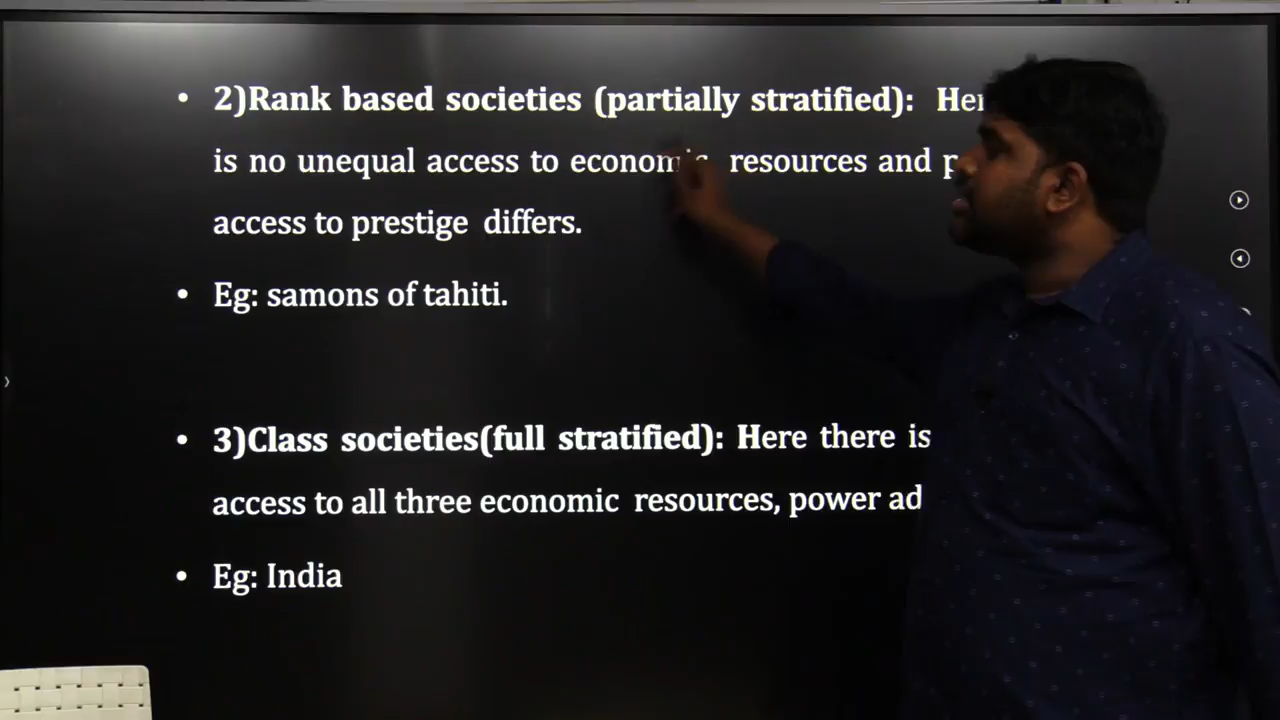 • 2)Rank based societies (partially stratified):
is no unequal access to economic resources and
access to prestige differs.
• Eg: samons of tahiti.
• 3)Class societies(full stratified): Here there is
access to all three economic resources, power ad
• Eg: India